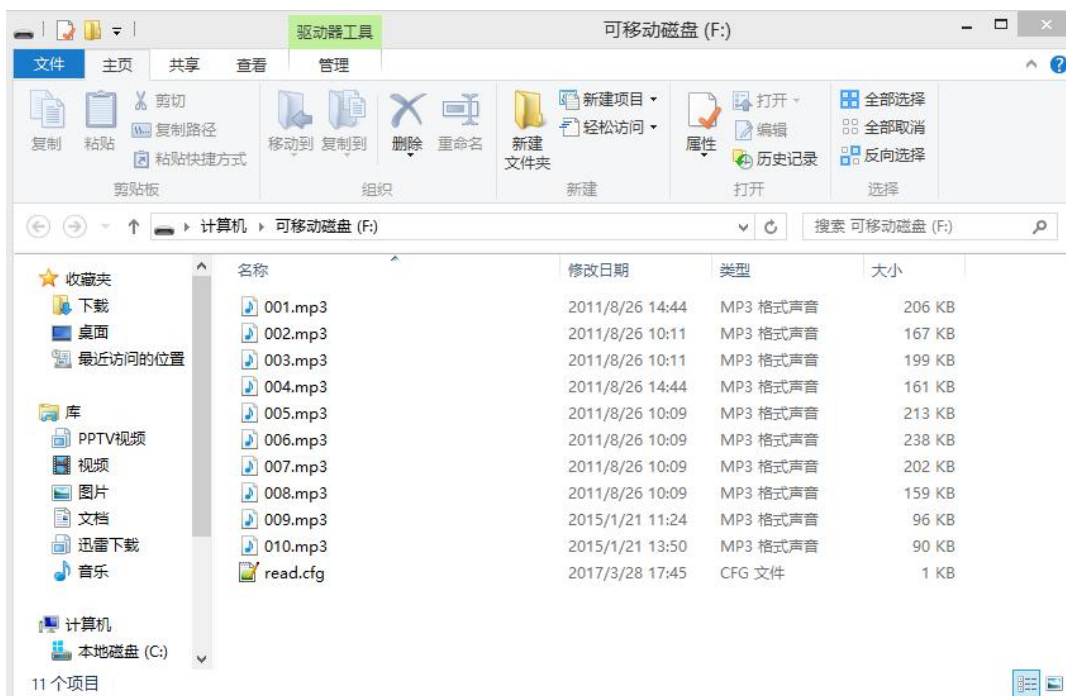 驱动器工具 可移动磁盘 (F:)
文件 主页 共享 查看 管理
复制 粘贴 剪切 复制路径 粘贴快捷方式
移动到 复制到 删除 重命名
新建文件夹 新建项目 轻松访问
属性 打开 编辑 历史记录
全部选择 全部取消 反向选择
剪贴板 组织 新建 打开 选择
计算机 可移动磁盘 (F:) 搜索 可移动磁盘 (F:)
收藏夹
下载
桌面
最近访问的位置
库
PPTV视频
视频
图片
文档
迅雷下载
音乐
计算机
本地磁盘 (C:)
名称 修改日期 类型 大小
001.mp3 2011/8/26 14:44 MP3 格式声音 206 KB
002.mp3 2011/8/26 10:11 MP3 格式声音 167 KB
003.mp3 2011/8/26 10:11 MP3 格式声音 199 KB
004.mp3 2011/8/26 14:44 MP3 格式声音 161 KB
005.mp3 2011/8/26 10:09 MP3 格式声音 213 KB
006.mp3 2011/8/26 10:09 MP3 格式声音 238 KB
007.mp3 2011/8/26 10:09 MP3 格式声音 202 KB
008.mp3 2011/8/26 10:09 MP3 格式声音 159 KB
009.mp3 2015/1/21 11:24 MP3 格式声音 96 KB
010.mp3 2015/1/21 13:50 MP3 格式声音 90 KB
read.cfg 2017/3/28 17:45 CFG 文件 1 KB
11 个项目